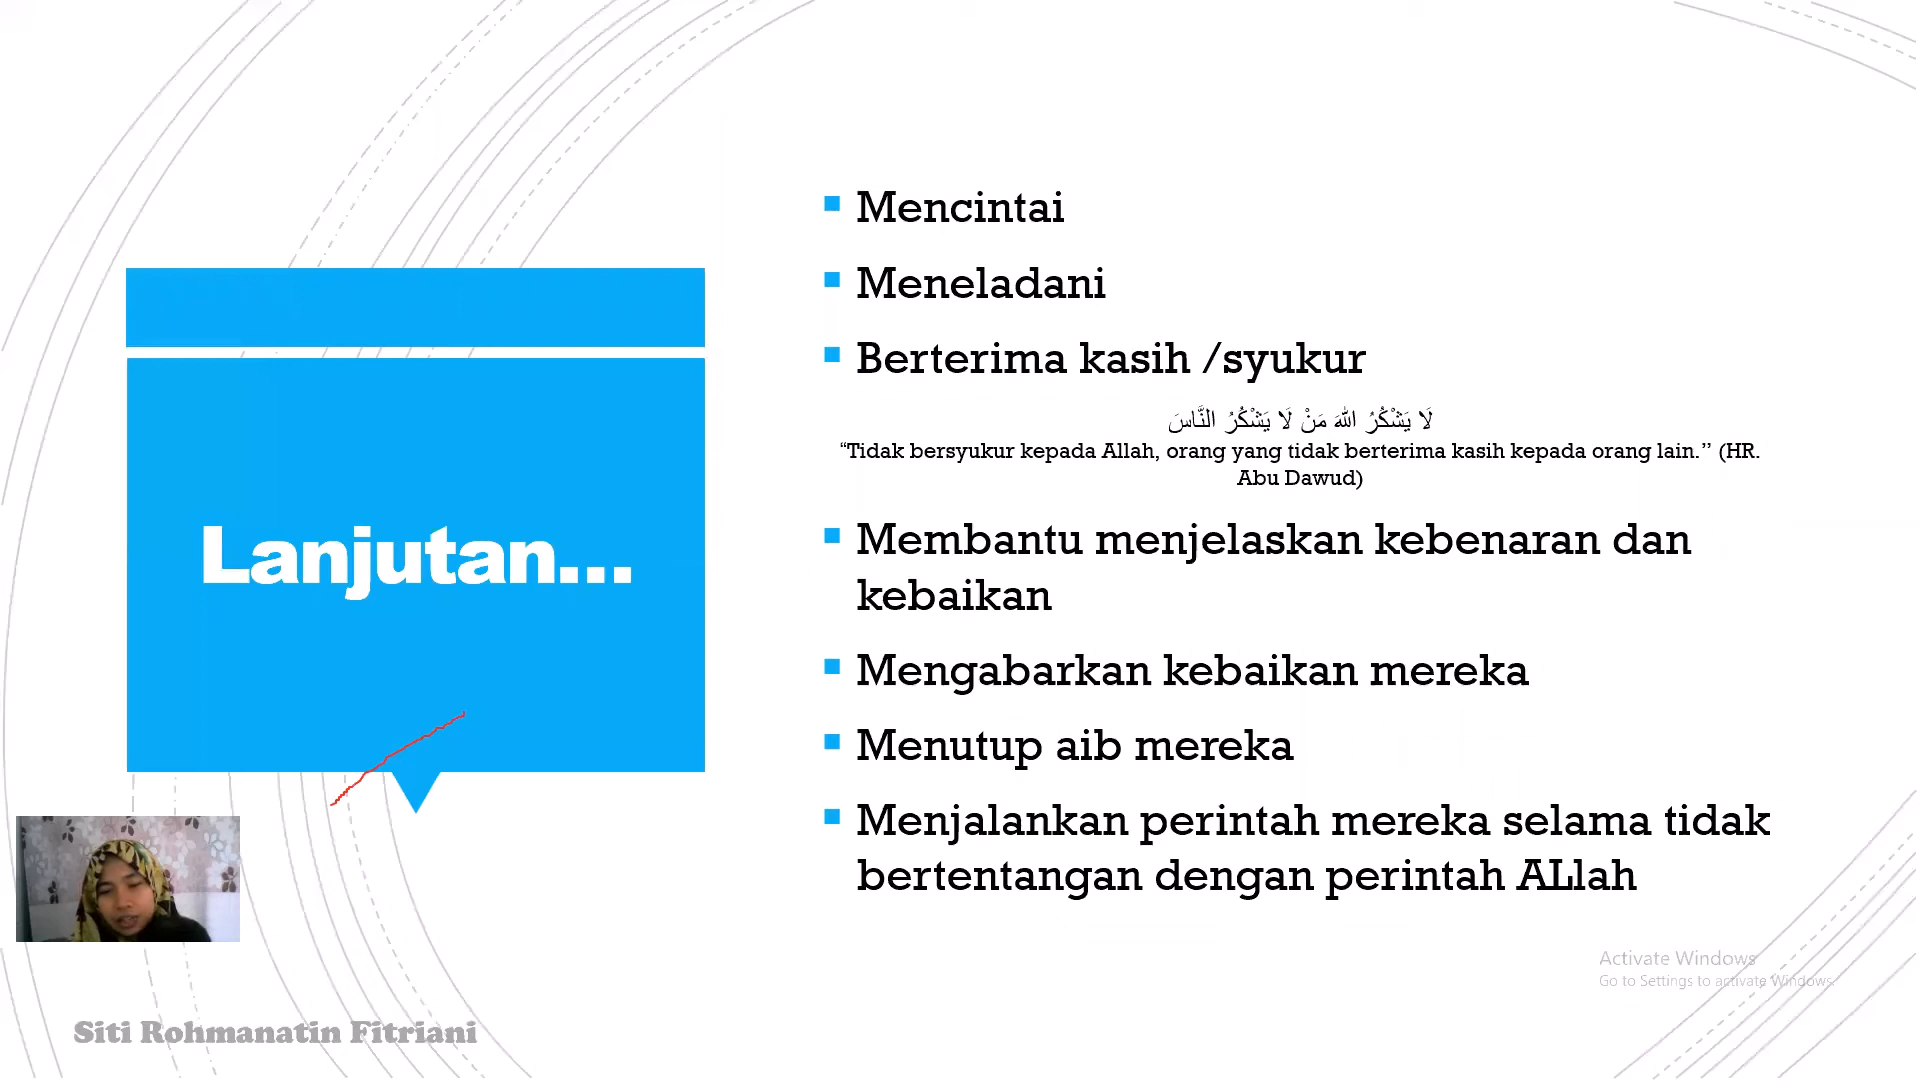 Lanjutan...
Mencintai
Meneladani
Berterima kasih /syukur
لَا يَشْكُرُ اللهَ مَنْ لَا يَشْكُرُ النَّاسَ
“Tidak bersyukur kepada Allah, orang yang tidak berterima kasih kepada orang lain.” (HR.
Abu Dawud)
Membantu menjelaskan kebenaran dan
kebaikan
Mengabarkan kebaikan mereka
Menutup aib mereka
Menjalankan perintah mereka selama tidak
bertentangan dengan perintah ALlah
Activate Windows
Go to Settings to activate Windows.
Siti Rohmanatin Fitriani